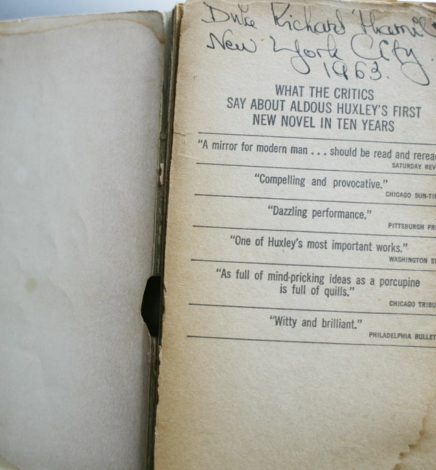 Duke Richard Hamil
New York City.
1963.
WHAT THE CRITICS
SAY ABOUT ALDOUS HUXLEY'S FIRST
NEW NOVEL IN TEN YEARS
"A mirror for modern man . . . should be read and rerea
SATURDAY REV
"Compelling and provocative."
CHICAGO SUN-TI
"Dazzling performance."
PITTSBURGH PR
"One of Huxley's most important works."
WASHINGTON S
"As full of mind-pricking ideas as a porcupine
is full of quills."
CHICAGO TRIB
"Witty and brilliant."
PHILADELPHIA BULLET